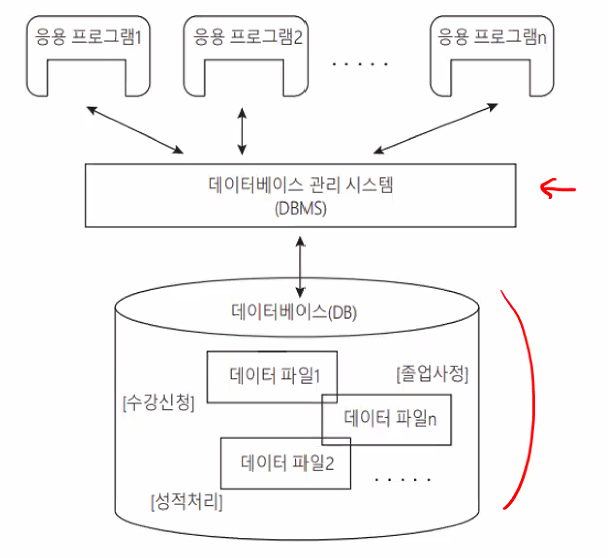 응용 프로그램1
응용 프로그램2
. . . . .
응용 프로그램n
데이터베이스 관리 시스템
(DBMS)
데이터베이스(DB)
데이터 파일1
[졸업사정]
[수강신청]
데이터 파일n
데이터 파일2
. . . . .
[성적처리]